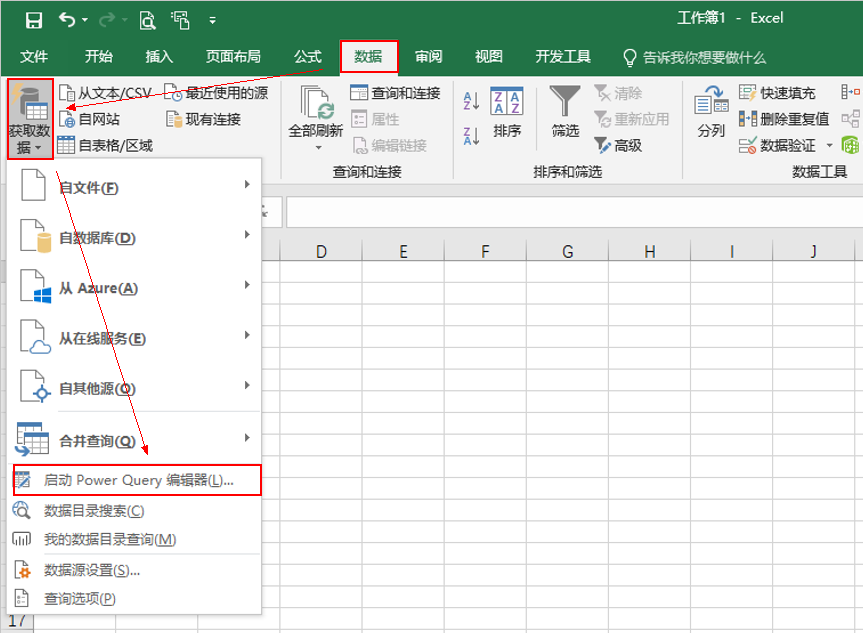 工作簿1 - Excel
文件 开始 插入 页面布局 公式 数据 审阅 视图 开发工具 告诉我你想要做什么
获取数据
从文本/CSV
自网站
自表格/区域
最近使用的源
现有连接
全部刷新
查询和连接
属性
编辑链接
查询和连接
排序
筛选
清除
重新应用
高级
排序和筛选
分列
快速填充
删除重复值
数据验证
数据工具
自文件(F)
自数据库(D)
从 Azure(A)
从在线服务(E)
自其他源(O)
合并查询(Q)
启动 Power Query 编辑器(L)...
数据目录搜索(C)
我的数据目录查询(M)
数据源设置(S)...
查询选项(P)
D E F G H I J
17